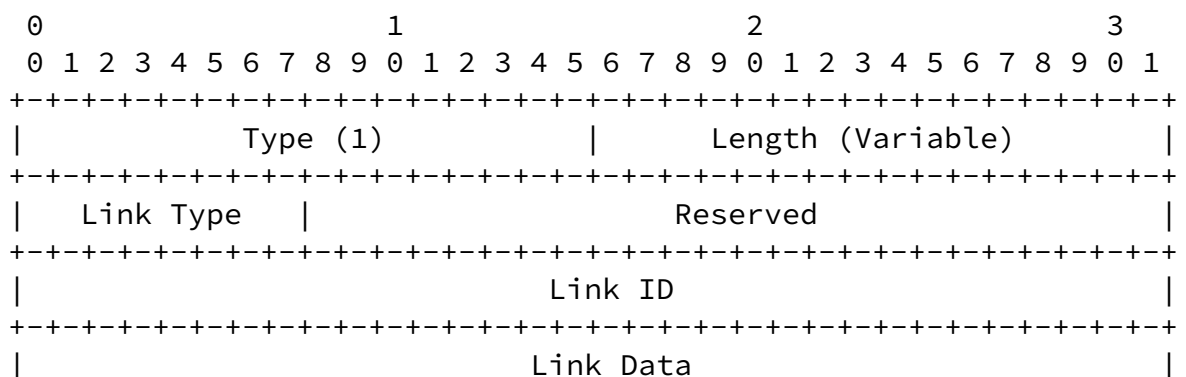 0                   1                   2                   3
0 1 2 3 4 5 6 7 8 9 0 1 2 3 4 5 6 7 8 9 0 1 2 3 4 5 6 7 8 9 0 1
+-+-+-+-+-+-+-+-+-+-+-+-+-+-+-+-+-+-+-+-+-+-+-+-+-+-+-+-+-+-+-+-+
|            Type (1)           |      Length (Variable)        |
+-+-+-+-+-+-+-+-+-+-+-+-+-+-+-+-+-+-+-+-+-+-+-+-+-+-+-+-+-+-+-+-+
|   Link Type   |                    Reserved                   |
+-+-+-+-+-+-+-+-+-+-+-+-+-+-+-+-+-+-+-+-+-+-+-+-+-+-+-+-+-+-+-+-+
|                             Link ID                           |
+-+-+-+-+-+-+-+-+-+-+-+-+-+-+-+-+-+-+-+-+-+-+-+-+-+-+-+-+-+-+-+-+
|                            Link Data                          |